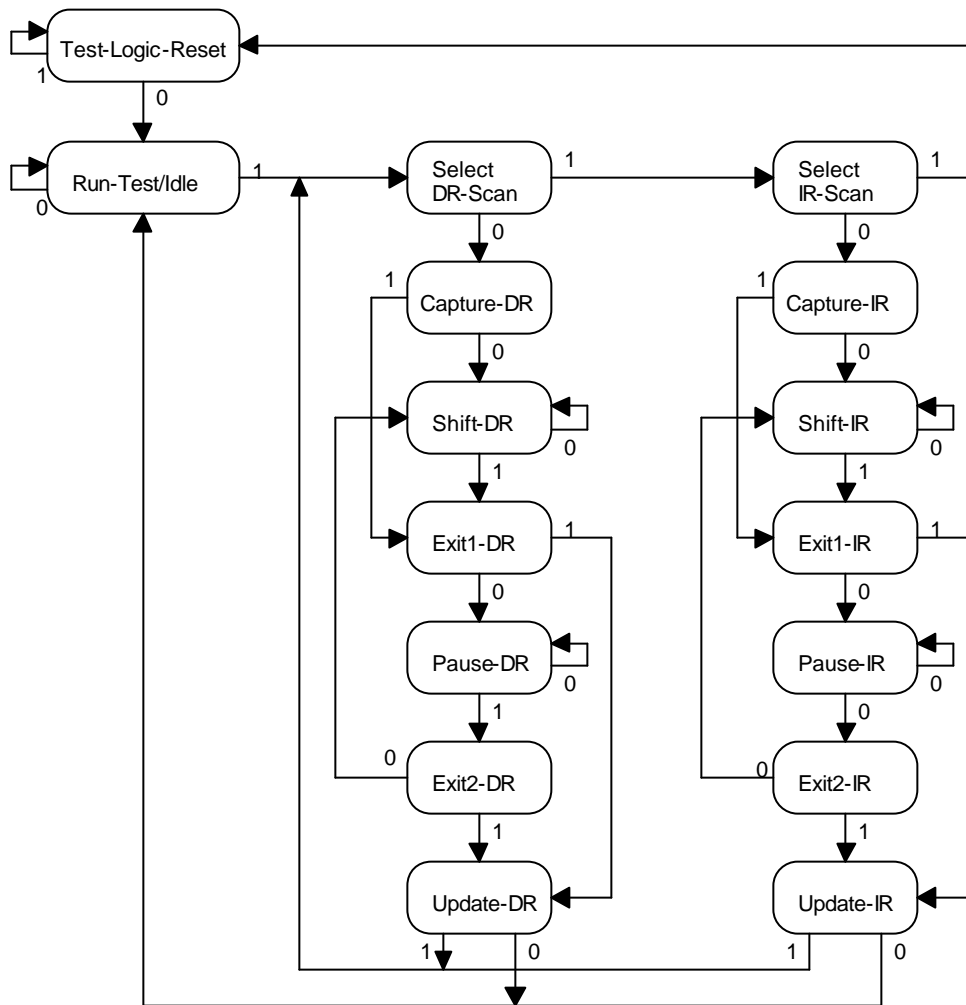 Test-Logic-Reset
1
0
Run-Test/Idle
0
1
Select
DR-Scan
1
Select
IR-Scan
1
0
0
1
Capture-DR
1
Capture-IR
0
0
Shift-DR
0
Shift-IR
0
1
1
Exit1-DR
1
Exit1-IR
1
0
0
Pause-DR
0
Pause-IR
0
1
0
0
Exit2-DR
0
Exit2-IR
1
1
Update-DR
Update-IR
1
0
1
0